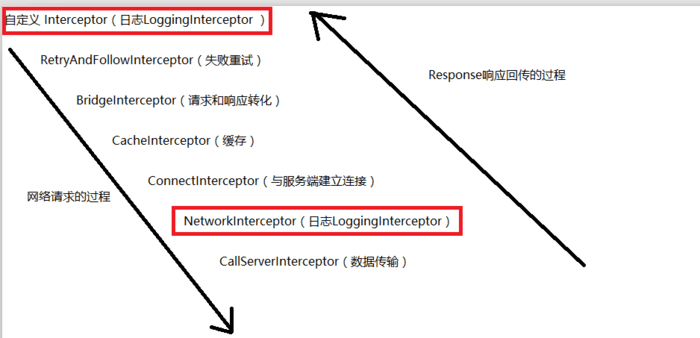 自定义 Interceptor（日志LoggingInterceptor ）
RetryAndFollowInterceptor（失败重试）
Response响应回传的过程
BridgeInterceptor（请求和响应转化）
CacheInterceptor（缓存）
ConnectInterceptor（与服务端建立连接）
网络请求的过程
NetworkInterceptor（日志LoggingInterceptor）
CallServerInterceptor（数据传输）